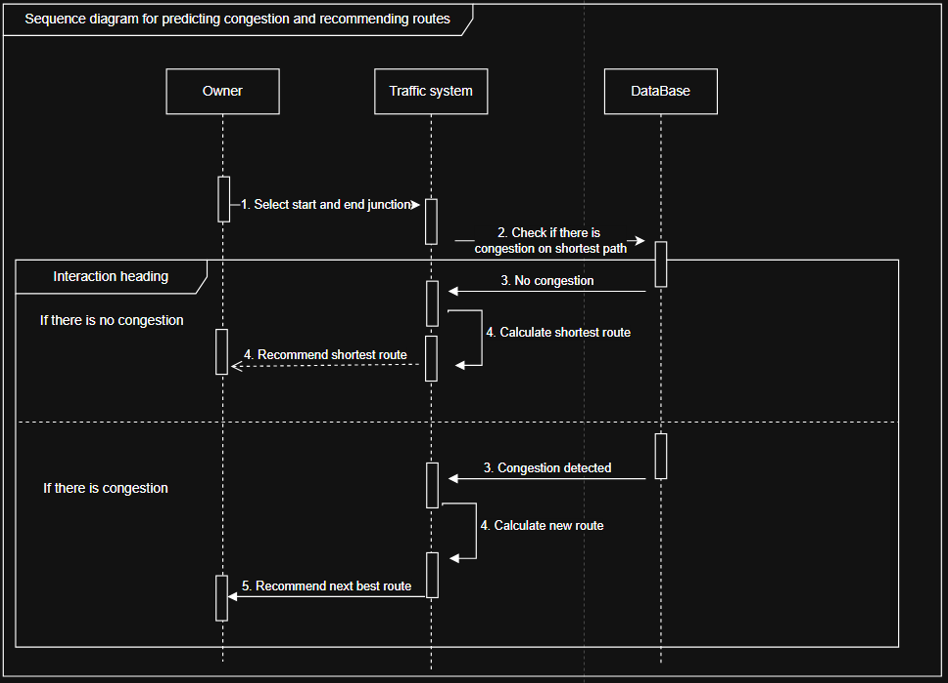 Sequence diagram for predicting congestion and recommending routes
Owner
Traffic system
DataBase
1. Select start and end junction
2. Check if there is
congestion on shortest path
Interaction heading
3. No congestion
If there is no congestion
4. Calculate shortest route
4. Recommend shortest route
3. Congestion detected
If there is congestion
4. Calculate new route
5. Recommend next best route